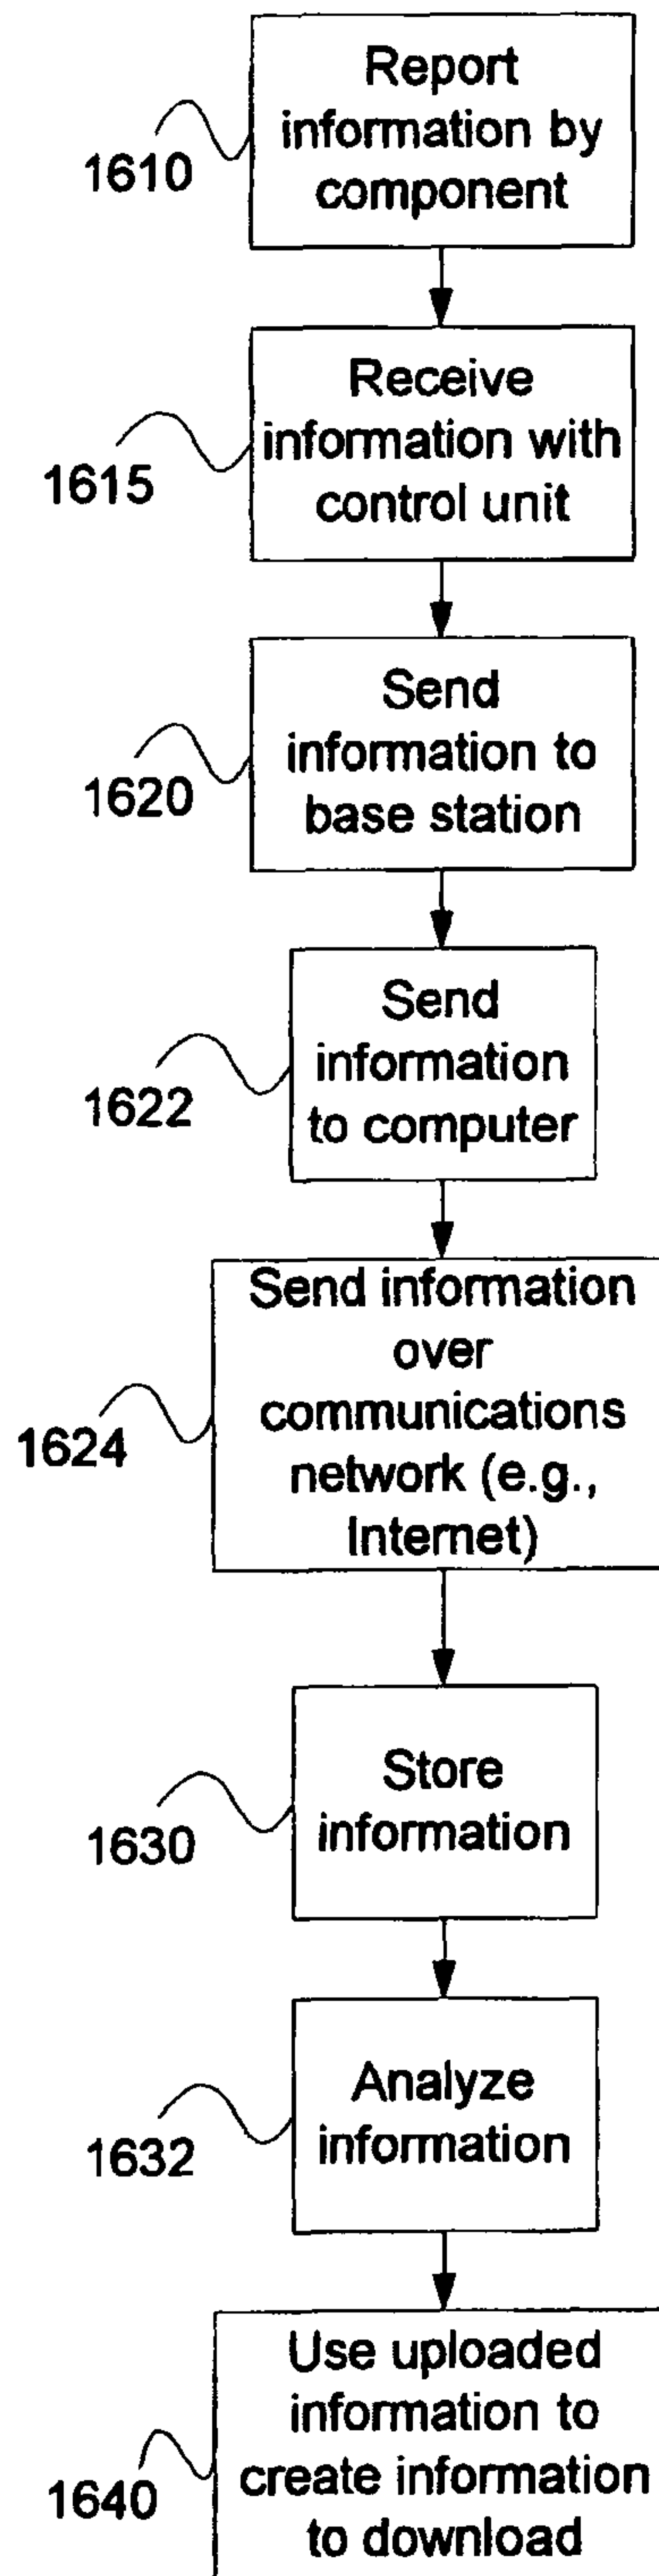 Report
information by
component
1610
Receive
information with
control unit
1615
Send
information to
base station
1620
Send
information
to computer
1622
Send information
over
communications
network (e.g.,
Internet)
1624
Store
information
1630
Analyze
information
1632
Use uploaded
information to
create information
to download
1640